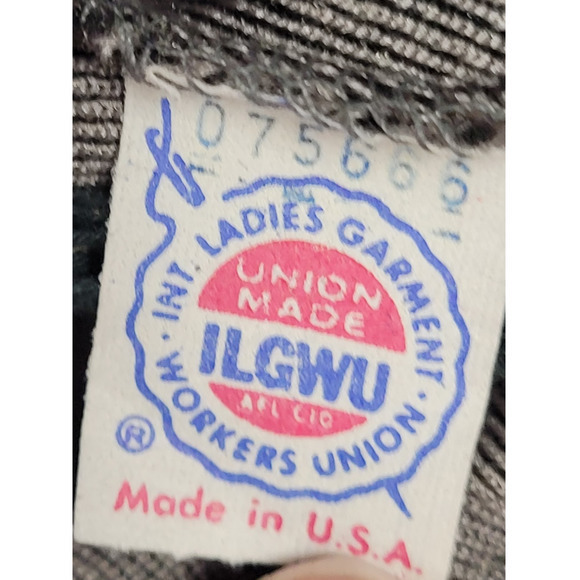 075666
INT. LADIES GARMENT · WORKERS UNION ·
UNION
MADE
ILGWU
AFL CIO
®
Made in U.S.A.